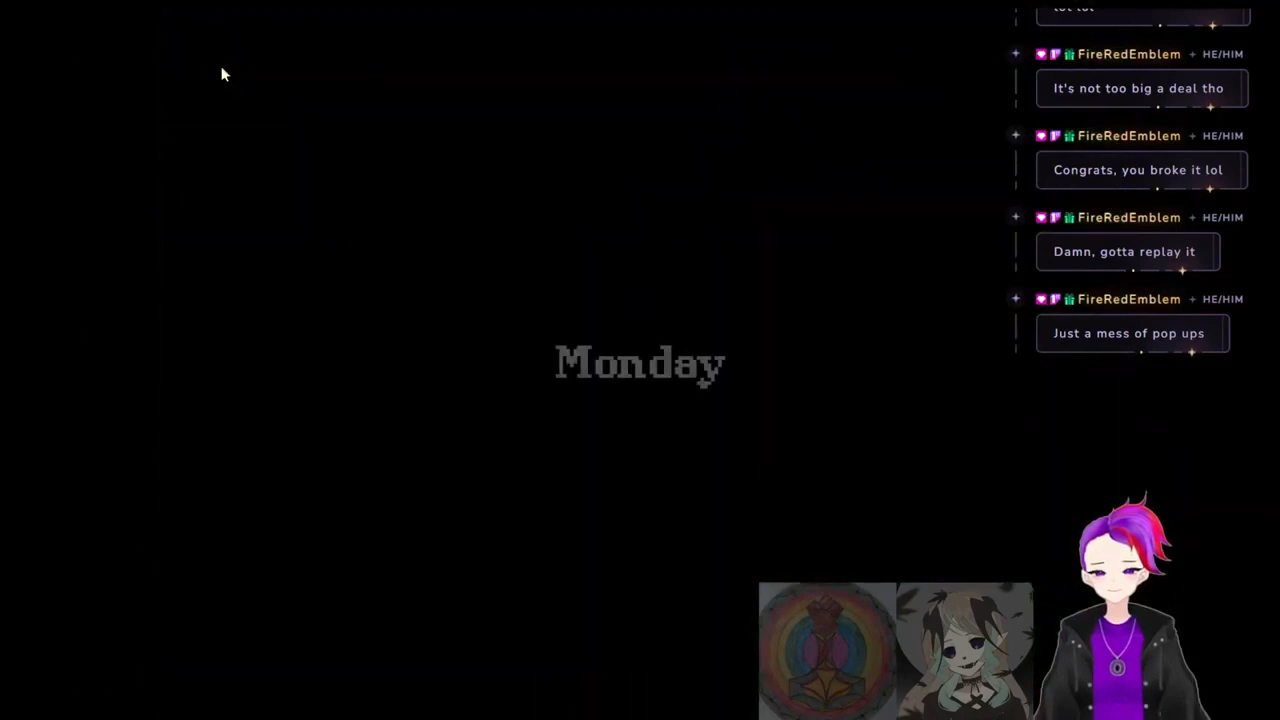 FireRedEmblem HE/HIM
It's not too big a deal tho
FireRedEmblem HE/HIM
Congrats, you broke it lol
FireRedEmblem HE/HIM
Damn, gotta replay it
FireRedEmblem HE/HIM
Just a mess of pop ups
Monday